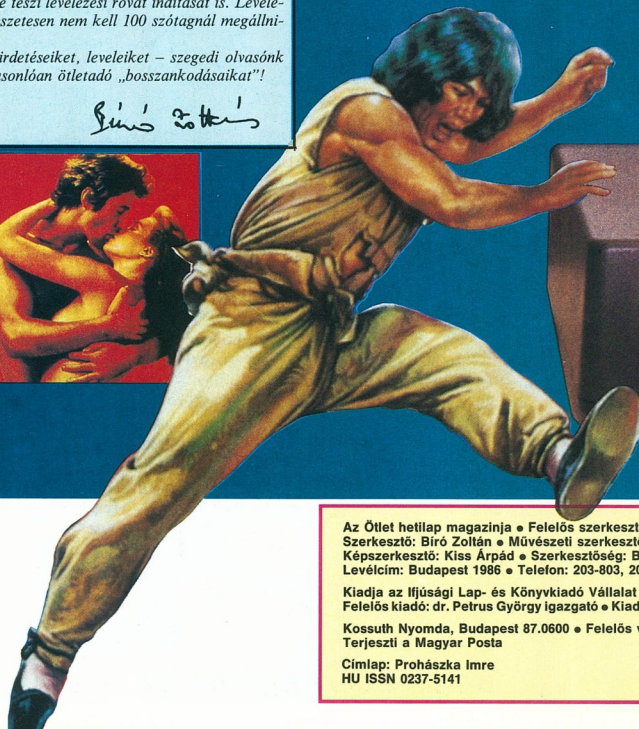 e teszi levelezési rovat indítását is. Levele-
szetesen nem kell 100 szótagnál megállni-
irdetéseiket, leveleiket – szegedi olvasónk
asonlóan ötletadó „bosszankodásaikat”!
Bíró Zoltán
Az Ötlet hetilap magazinja ● Felelős szerkeszt
Szerkesztő: Bíró Zoltán ● Művészeti szerkeszt
Képszerkesztő: Kiss Árpád ● Szerkesztőség: B
Levélcím: Budapest 1986 ● Telefon: 203-803, 20
Kiadja az Ifjúsági Lap- és Könyvkiadó Vállalat
Felelős kiadó: dr. Petrus György igazgató ● Kiad
Kossuth Nyomda, Budapest 87.0600 ● Felelős v
Terjeszti a Magyar Posta
Címlap: Prohászka Imre
HU ISSN 0237-5141